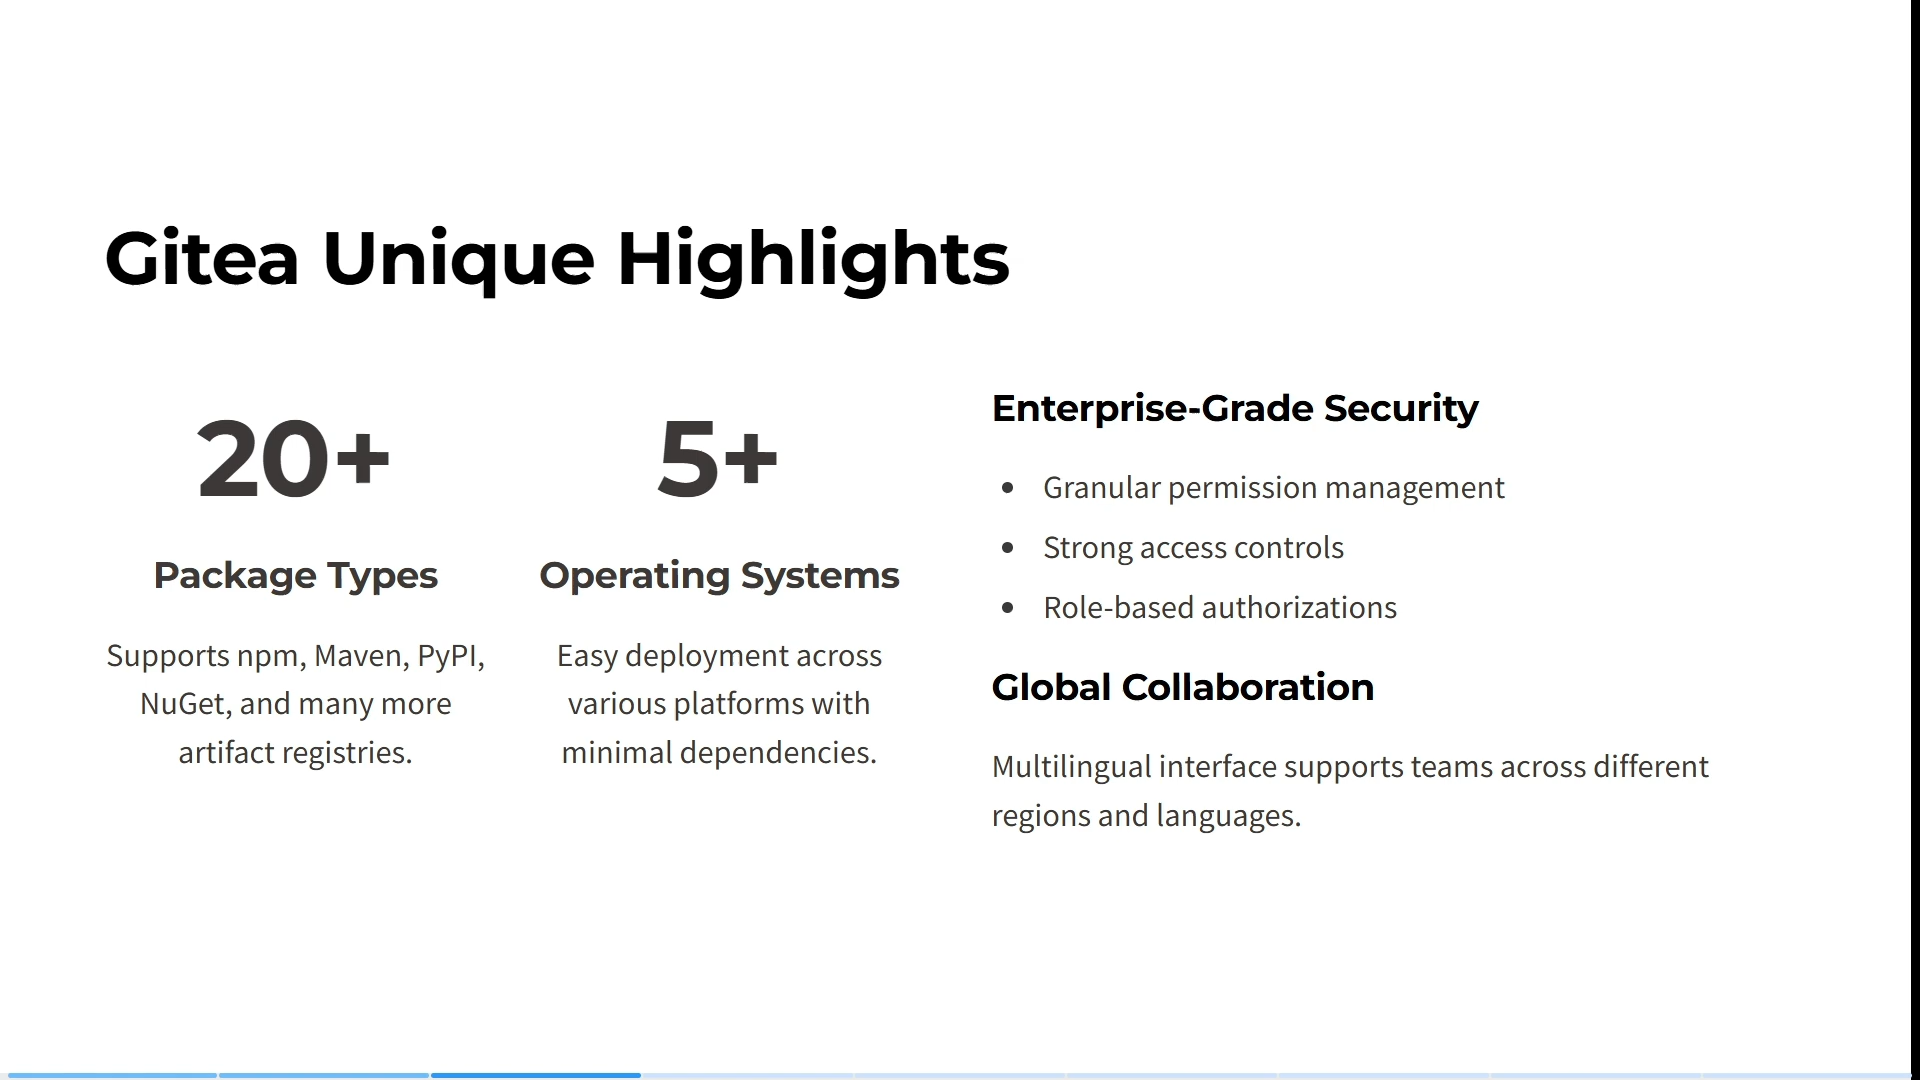 Gitea Unique Highlights
20+
Package Types
Supports npm, Maven, PyPI,
NuGet, and many more
artifact registries.
5+
Operating Systems
Easy deployment across
various platforms with
minimal dependencies.
Enterprise-Grade Security
• Granular permission management
• Strong access controls
• Role-based authorizations
Global Collaboration
Multilingual interface supports teams across different
regions and languages.